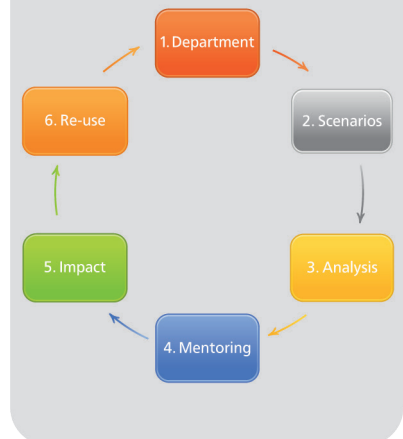 1. Department
2. Scenarios
3. Analysis
4. Mentoring
5. Impact
6. Re-use